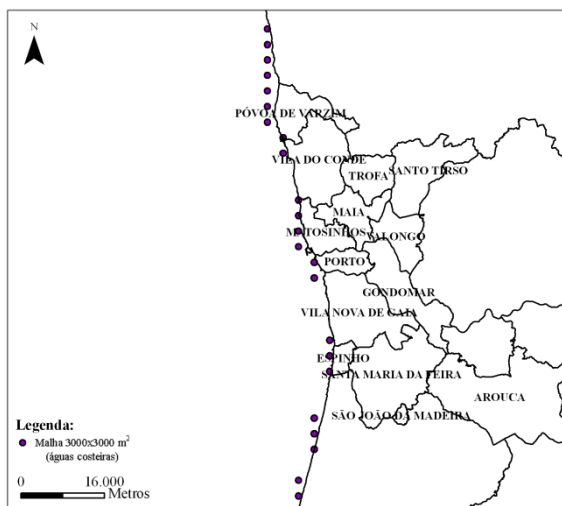 N
PÓVOA DE VARZIM
VILA DO CONDE
TROFA
SANTO TIRSO
MAIA
MATOSINHOS
VALONGO
PORTO
GONDOMAR
VILA NOVA DE GAIA
ESPINHO
SANTA MARIA DA FEIRA
AROUCA
SÃO JOÃO DA MADEIRA
Legenda:
Malha 3000x3000 m²
(águas costeiras)
0 16.000
Metros